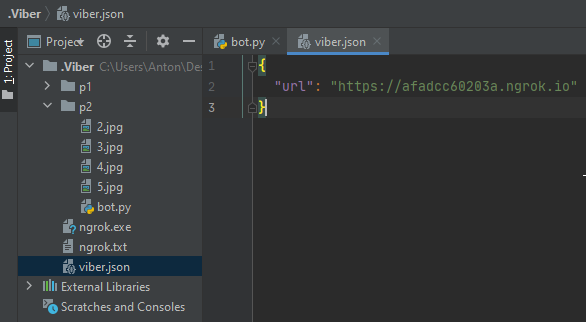 .Viber viber.json
1: Project
Project
bot.py
viber.json
.Viber C:\Users\Anton\De
p1
p2
2.jpg
3.jpg
4.jpg
5.jpg
bot.py
ngrok.exe
ngrok.txt
viber.json
External Libraries
Scratches and Consoles
1 {
2 "url": "https://afadcc60203a.ngrok.io"
3 }